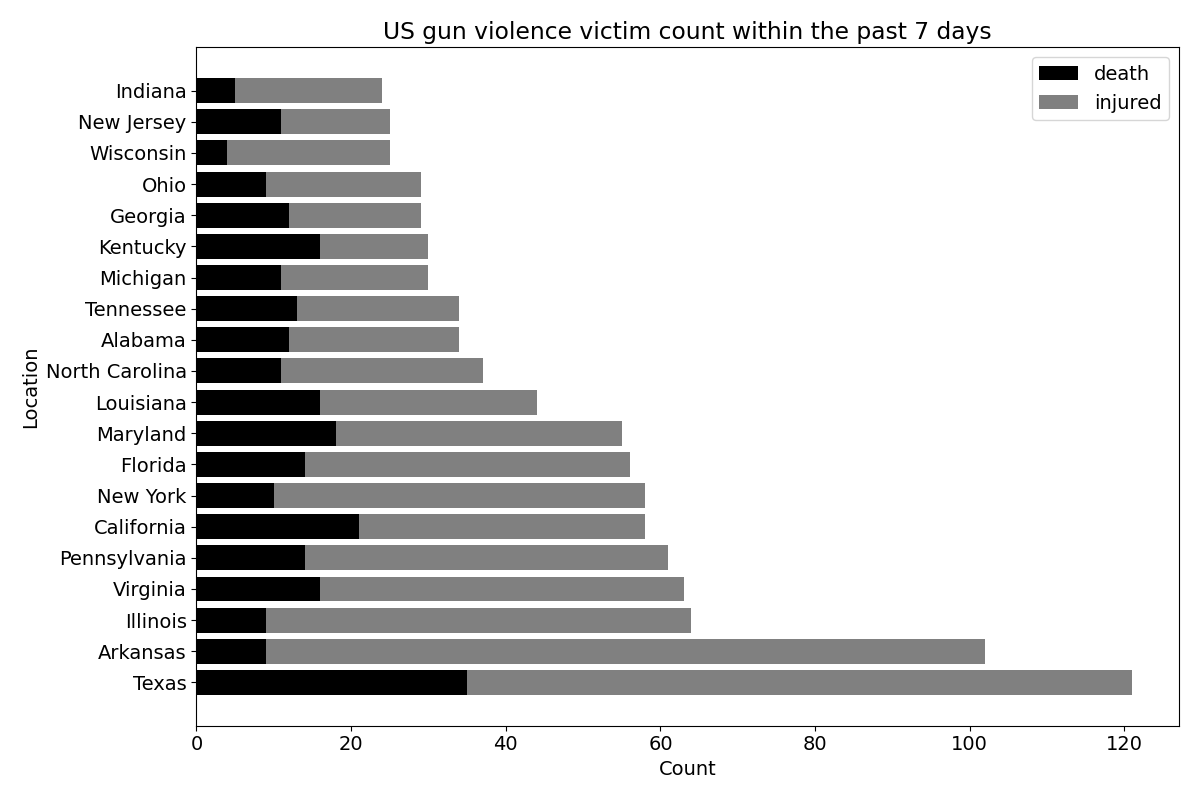 US gun violence victim count within the past 7 days
death
injured
Location
Indiana
New Jersey
Wisconsin
Ohio
Georgia
Kentucky
Michigan
Tennessee
Alabama
North Carolina
Louisiana
Maryland
Florida
New York
California
Pennsylvania
Virginia
Illinois
Arkansas
Texas
0 20 40 60 80 100 120
Count